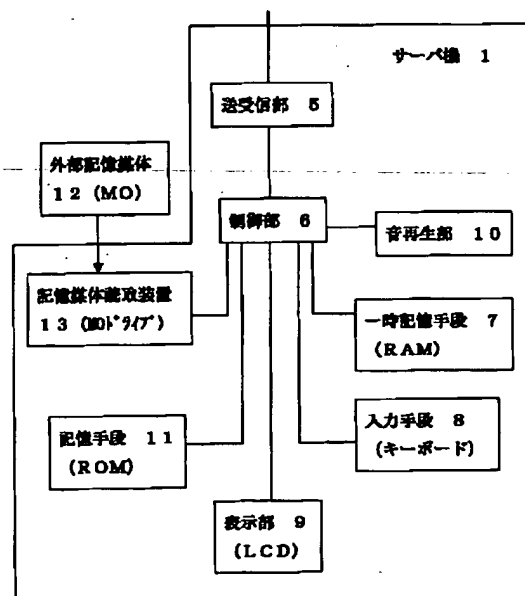 サーバ機 1
送受信部 5
外部記憶媒体
12 (MO)
制御部 6
音再生部 10
記憶媒体読取装置
13 (MOドライブ)
一時記憶手段 7
(RAM)
記憶手段 11
(ROM)
入力手段 8
(キーボード)
表示部 9
(LCD)